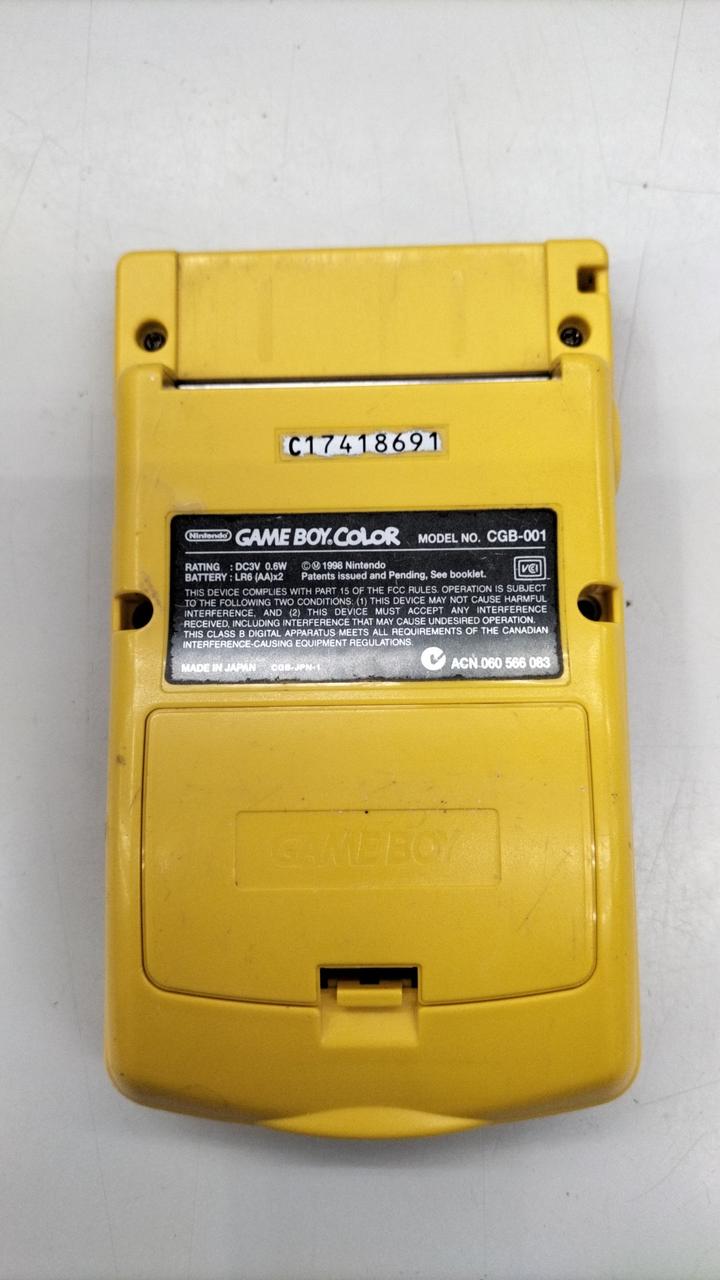 C17418691
Nintendo GAME BOY COLOR MODEL NO. CGB-001
RATING : DC3V 0.6W ©Ⓜ 1998 Nintendo
BATTERY : LR6 (AA)x2 Patents issued and Pending, See booklet.
VCI
THIS DEVICE COMPLIES WITH PART 15 OF THE FCC RULES. OPERATION IS SUBJECT
TO THE FOLLOWING TWO CONDITIONS: (1) THIS DEVICE MAY NOT CAUSE HARMFUL
INTERFERENCE, AND (2) THIS DEVICE MUST ACCEPT ANY INTERFERENCE
RECEIVED, INCLUDING INTERFERENCE THAT MAY CAUSE UNDESIRED OPERATION.
THIS CLASS B DIGITAL APPARATUS MEETS ALL REQUIREMENTS OF THE CANADIAN
INTERFERENCE-CAUSING EQUIPMENT REGULATIONS.
MADE IN JAPAN CGB-JPN-1 ACN 060 566 083
GAME BOY